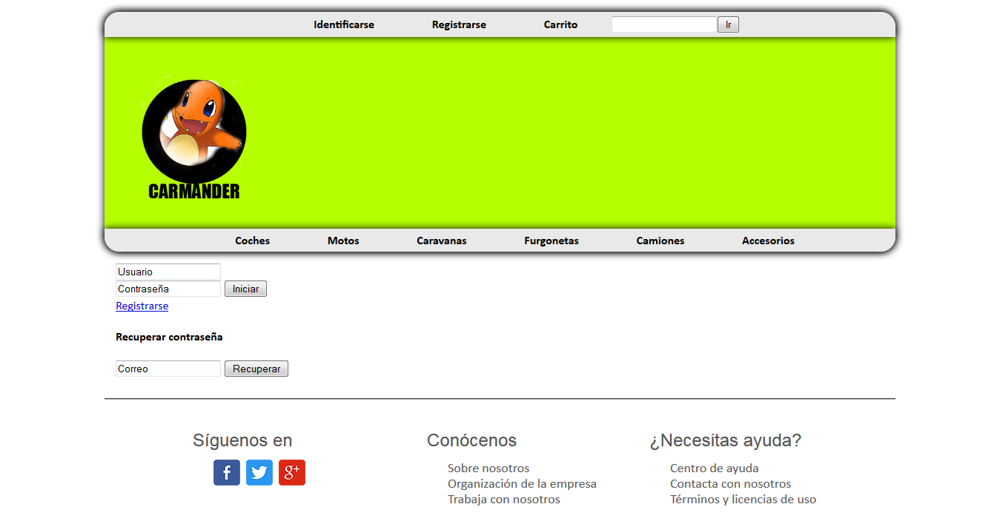 Identificarse Registrarse Carrito Ir
CARMANDER
Coches Motos Caravanas Furgonetas Camiones Accesorios
Usuario
Contraseña Iniciar
Registrarse
Recuperar contraseña
Correo Recuperar
Síguenos en Conócenos ¿Necesitas ayuda?
f g+
Sobre nosotros Centro de ayuda
Organización de la empresa Contacta con nosotros
Trabaja con nosotros Términos y licencias de uso